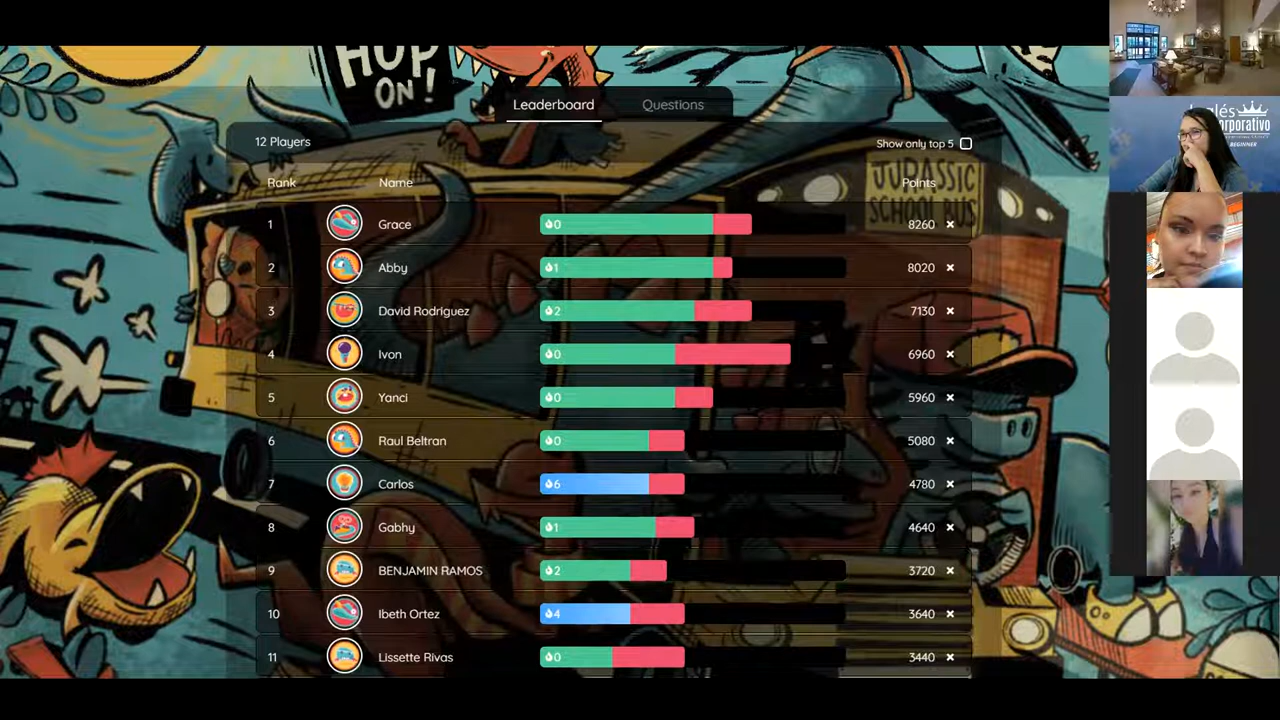 HOP
ON!
Leaderboard Questions
12 Players Show only top 5
JURASSIC
SCHOOL BUS
Rank Name Points
1 Grace 0 8260
2 Abby 1 8020
3 David Rodríguez 2 7130
4 Ivon 0 6960
5 Yanci 0 5960
6 Raul Beltran 0 5080
7 Carlos 6 4780
8 Gabhy 1 4640
9 BENJAMIN RAMOS 2 3720
10 Ibeth Ortez 4 3640
11 Lissette Rivas 0 3440
Inglés
orporativo
BEGINNER